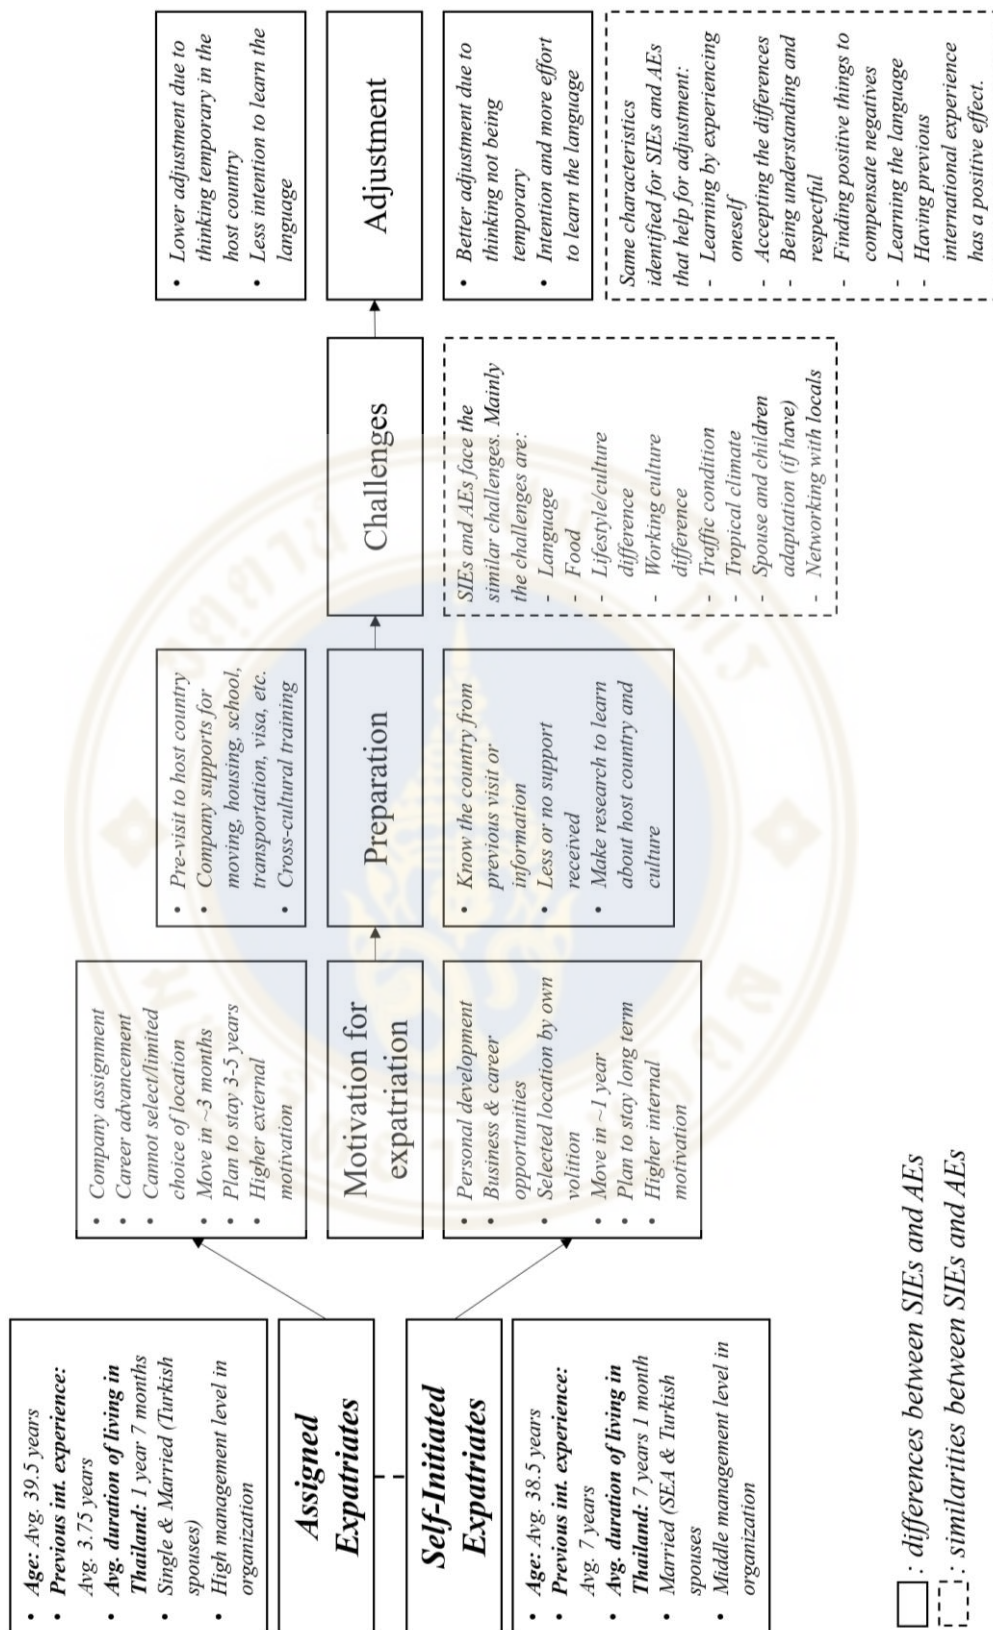 • Age: Avg. 39.5 years
• Previous int. experience:
Avg. 3.75 years
• Avg. duration of living in
Thailand: 1 year 7 months
• Single & Married (Turkish
spouses)
• High management level in
organization
Assigned
Expatriates
Self-Initiated
Expatriates
• Age: Avg. 38.5 years
• Previous int. experience:
Avg. 7 years
• Avg. duration of living in
Thailand: 7 years 1 month
• Married (SEA & Turkish
spouses
• Middle management level in
organization
• Company assignment
• Career advancement
• Cannot select/limited
choice of location
• Move in ~3 months
• Plan to stay 3-5 years
• Higher external
motivation
Motivation for
expatriation
• Personal development
• Business & career
opportunities
• Selected location by own
volition
• Move in ~1 year
• Plan to stay long term
• Higher internal
motivation
• Pre-visit to host country
• Company supports for
moving, housing, school,
transportation, visa, etc.
• Cross-cultural training
Preparation
• Know the country from
previous visit or
information
• Less or no support
received
• Make research to learn
about host country and
culture
Challenges
SIEs and AEs face the
similar challenges. Mainly
the challenges are:
- Language
- Food
- Lifestyle/culture
difference
- Working culture
difference
- Traffic condition
- Tropical climate
- Spouse and children
adaptation (if have)
- Networking with locals
• Lower adjustment due to
thinking temporary in the
host country
• Less intention to learn the
language
Adjustment
• Better adjustment due to
thinking not being
temporary
• Intention and more effort
to learn the language
Same characteristics
identified for SIEs and AEs
that help for adjustment:
- Learning by experiencing
oneself
- Accepting the differences
- Being understanding and
respectful
- Finding positive things to
compensate negatives
- Learning the language
- Having previous
international experience
has a positive effect.
: differences between SIEs and AEs
: similarities between SIEs and AEs